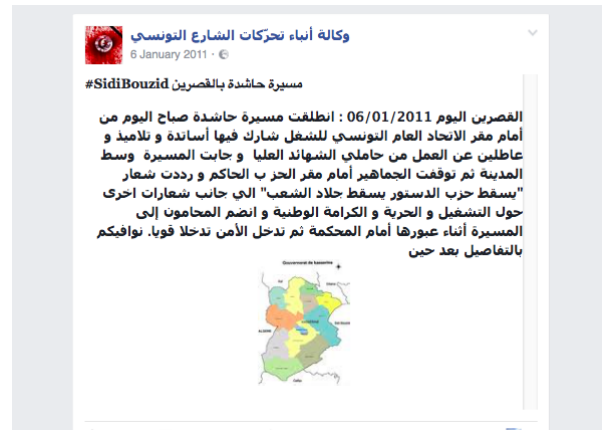 وكالة أنباء تحرّكات الشارع التونسي
6 January 2011 ·
مسيرة حاشدة بالقصرين #SidiBouzid
القصرين اليوم 06/01/2011 : انطلقت مسيرة حاشدة صباح اليوم من
أمام مقر الاتحاد العام التونسي للشغل شارك فيها أساتدة و تلاميذ و
عاطلين عن العمل من حاملي الشهائد العليا و جابت المسيرة وسط
المدينة ثم توقفت الجماهير أمام مقر الحز ب الحاكم و رددت شعار
"يسقط حزب الدستور يسقط جلاد الشعب" الي جانب شعارات اخرى
حول التشغيل و الحرية و الكرامة الوطنية و انضم المحامون إلى
المسيرة أثناء عبورها أمام المحكمة ثم تدخل الأمن تدخلا قويا. نوافيكم
بالتفاصيل بعد حين
Gouvernorat de kasserine